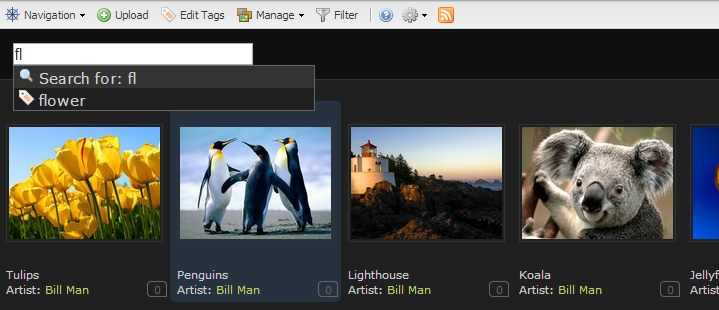 Navigation Upload Edit Tags Manage Filter
fl
Search for: fl
flower
Tulips
Artist: Bill Man 0
Penguins
Artist: Bill Man 0
Lighthouse
Artist: Bill Man 0
Koala
Artist: Bill Man 0
Jellyf
Artist: